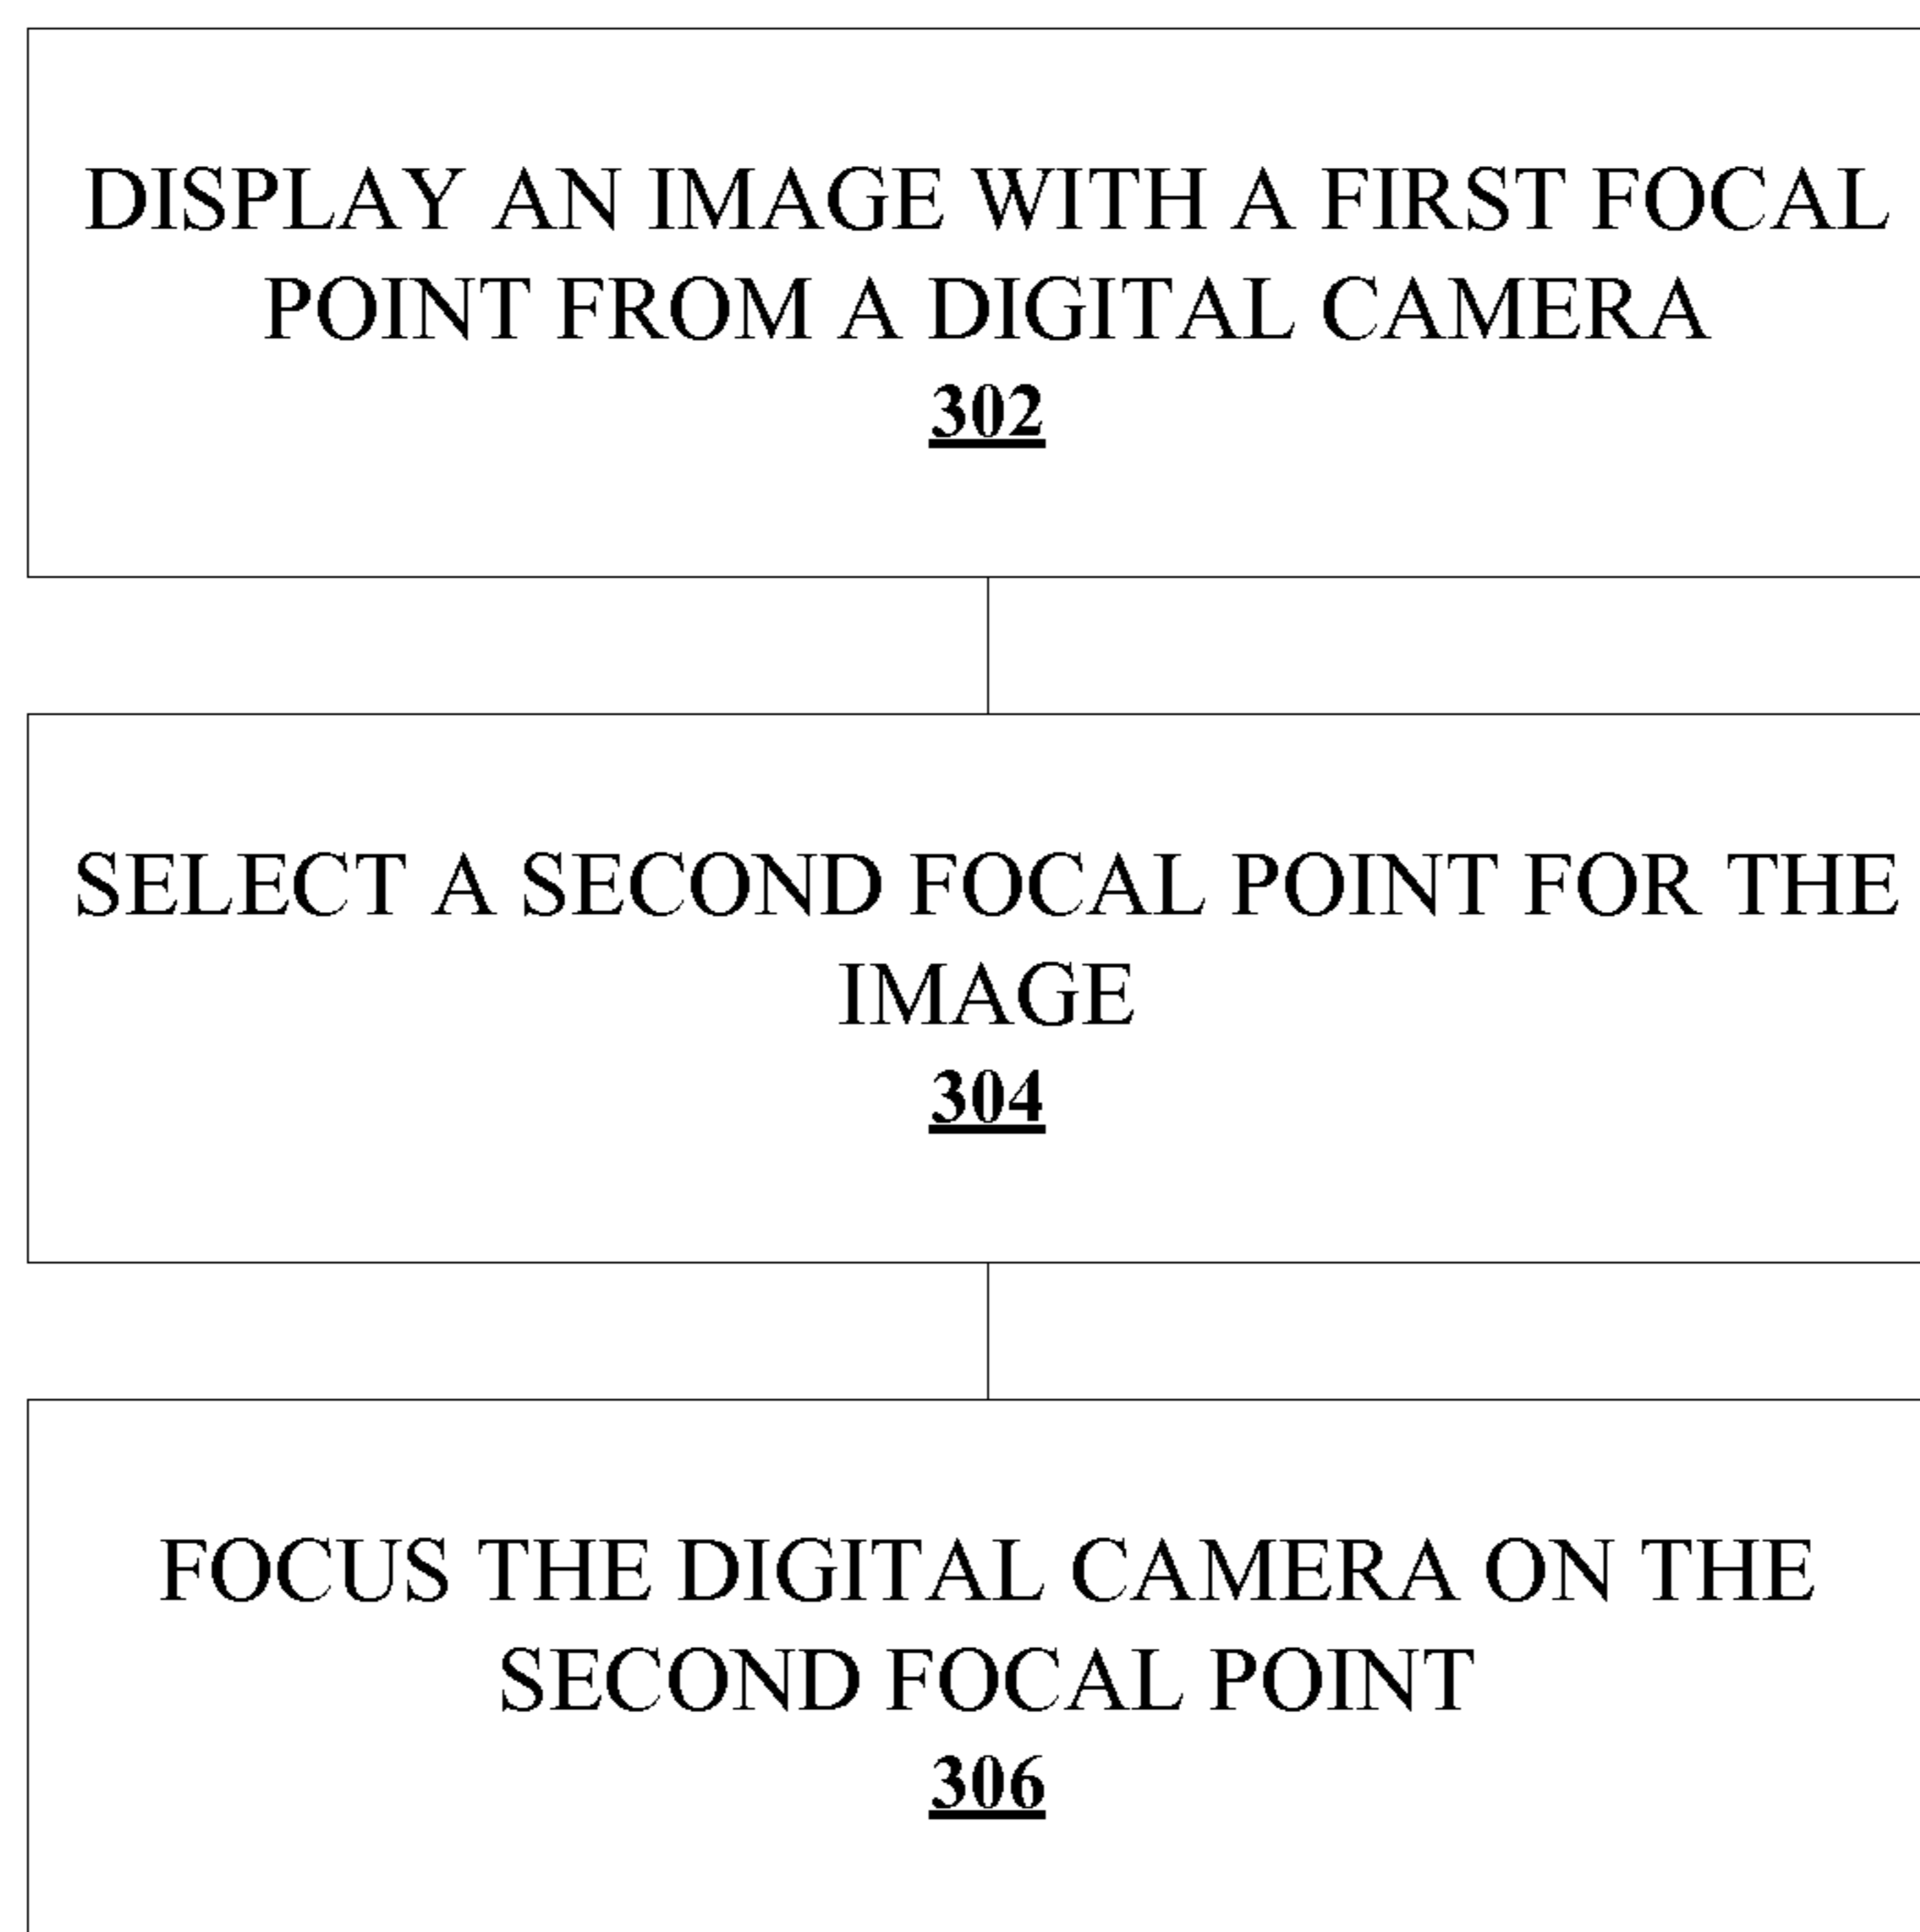 DISPLAY AN IMAGE WITH A FIRST FOCAL
POINT FROM A DIGITAL CAMERA
302
SELECT A SECOND FOCAL POINT FOR THE
IMAGE
304
FOCUS THE DIGITAL CAMERA ON THE
SECOND FOCAL POINT
306